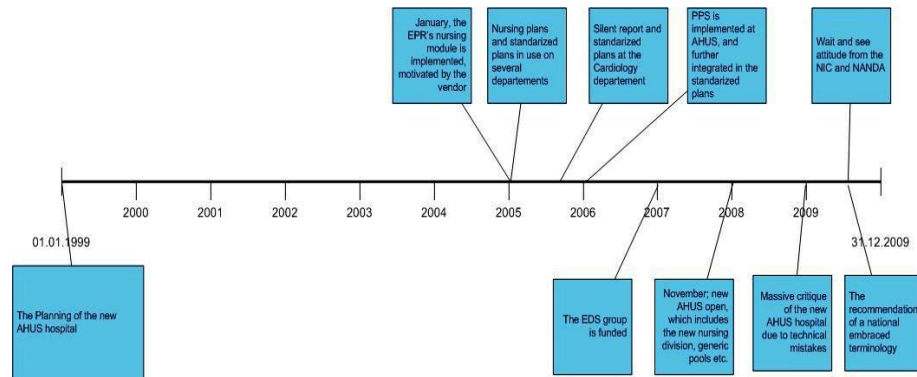 January, the
EPR's nursing
module is
implemented,
motivated by the
vendor
Nursing plans
and standarized
plans in use on
several
departements
Silent report and
standarized
plans at the
Cardiology
departement
PPS is
implemented at
AHUS, and
further
integrated in the
standarized
plans
Wait and see
attitude from the
NIC and NANDA
2000
2001
2002
2003
2004
2005
2006
2007
2008
2009
01.01.1999
31.12.2009
The Planning of the new
AHUS hospital
The EDS group
is funded
November; new
AHUS open,
which includes
the new nursing
division, generic
pools etc.
Massive critique
of the new
AHUS hospital
due to technical
mistakes
The
recommendation
of a national
embraced
terminology